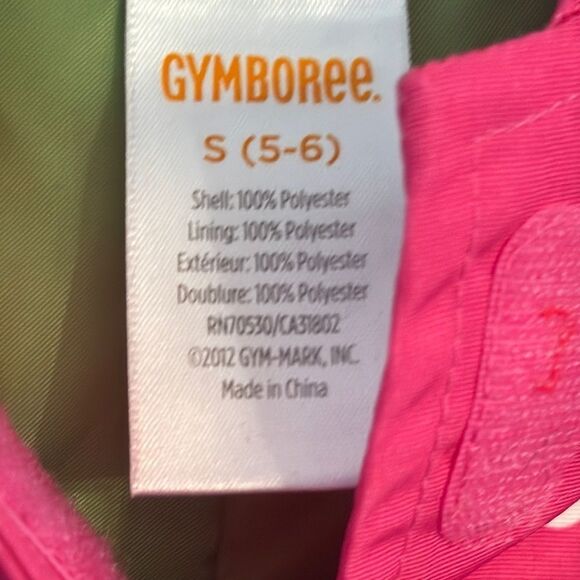 GYMBOREE.
S (5-6)
Shell: 100% Polyester
Lining: 100% Polyester
Extérieur: 100% Polyester
Doublure: 100% Polyester
RN70530/CA31802
©2012 GYM-MARK, INC.
Made in China